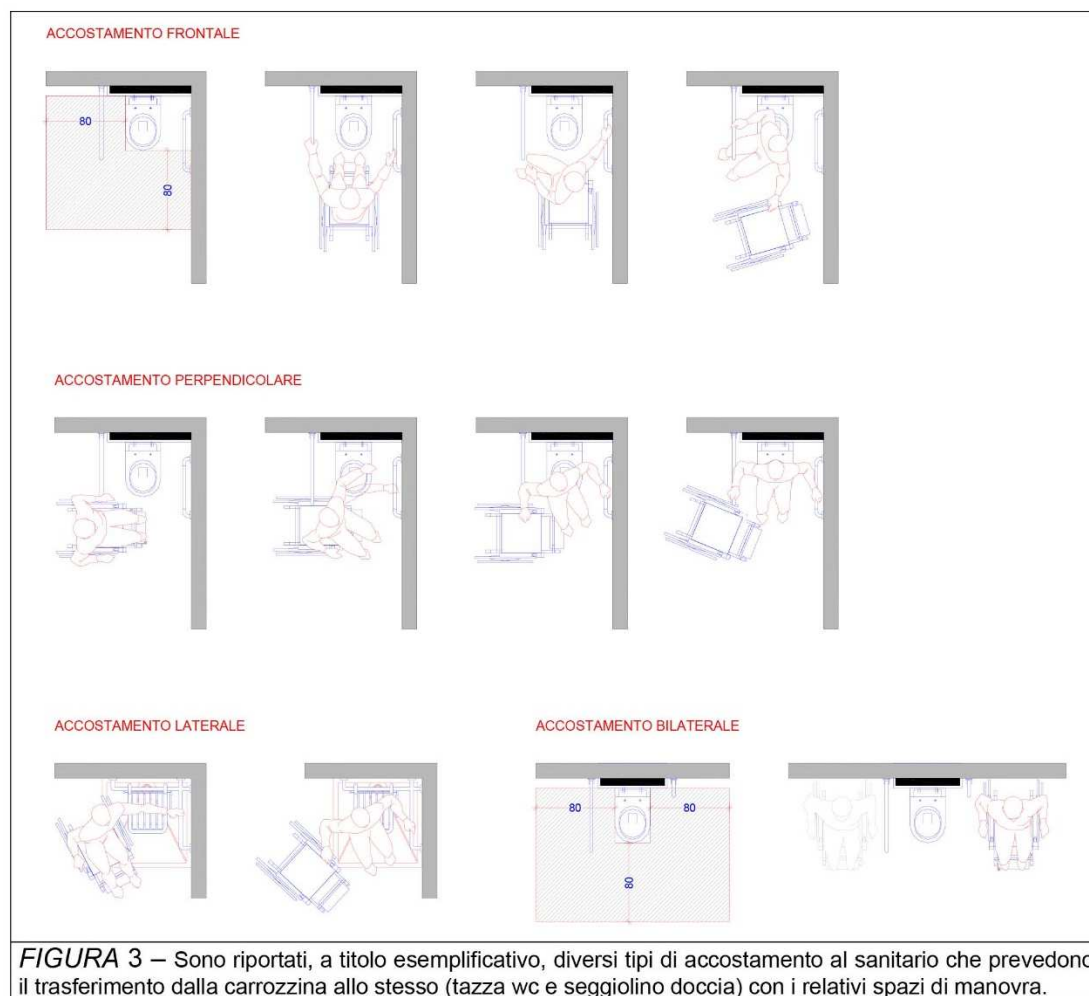 ACCOSTAMENTO FRONTALE
80
80
ACCOSTAMENTO PERPENDICOLARE
ACCOSTAMENTO LATERALE
ACCOSTAMENTO BILATERALE
80
80
80
FIGURA 3 – Sono riportati, a titolo esemplificativo, diversi tipi di accostamento al sanitario che prevedono
il trasferimento dalla carrozzina allo stesso (tazza wc e seggiolino doccia) con i relativi spazi di manovra.